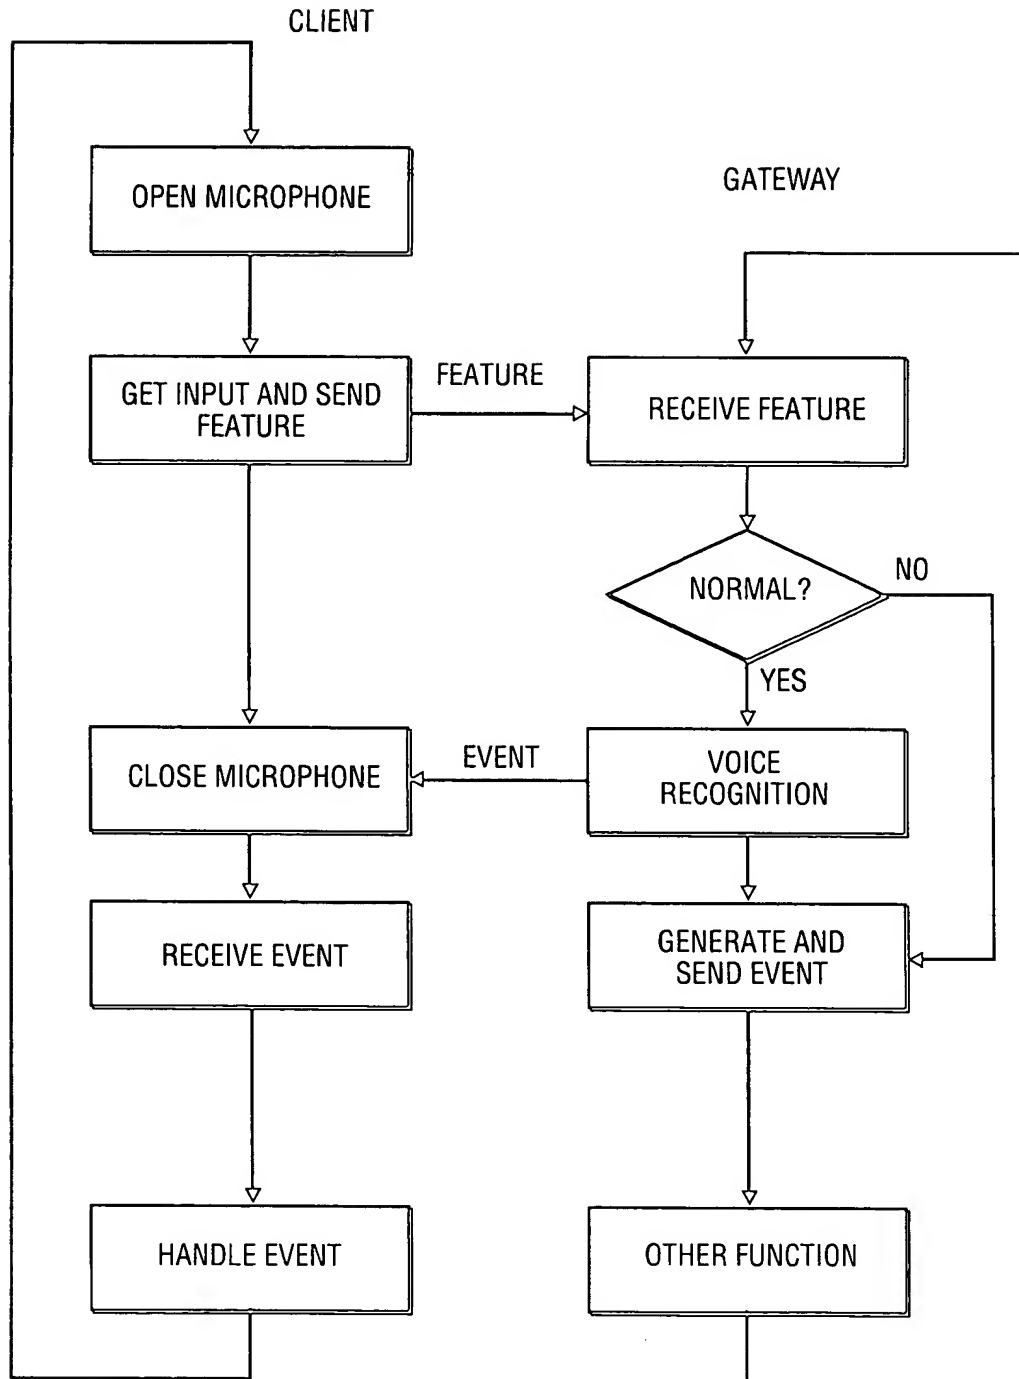 CLIENT
OPEN MICROPHONE
GATEWAY
GET INPUT AND SEND
FEATURE
FEATURE
RECEIVE FEATURE
NORMAL?
NO
YES
CLOSE MICROPHONE
EVENT
VOICE
RECOGNITION
RECEIVE EVENT
GENERATE AND
SEND EVENT
HANDLE EVENT
OTHER FUNCTION